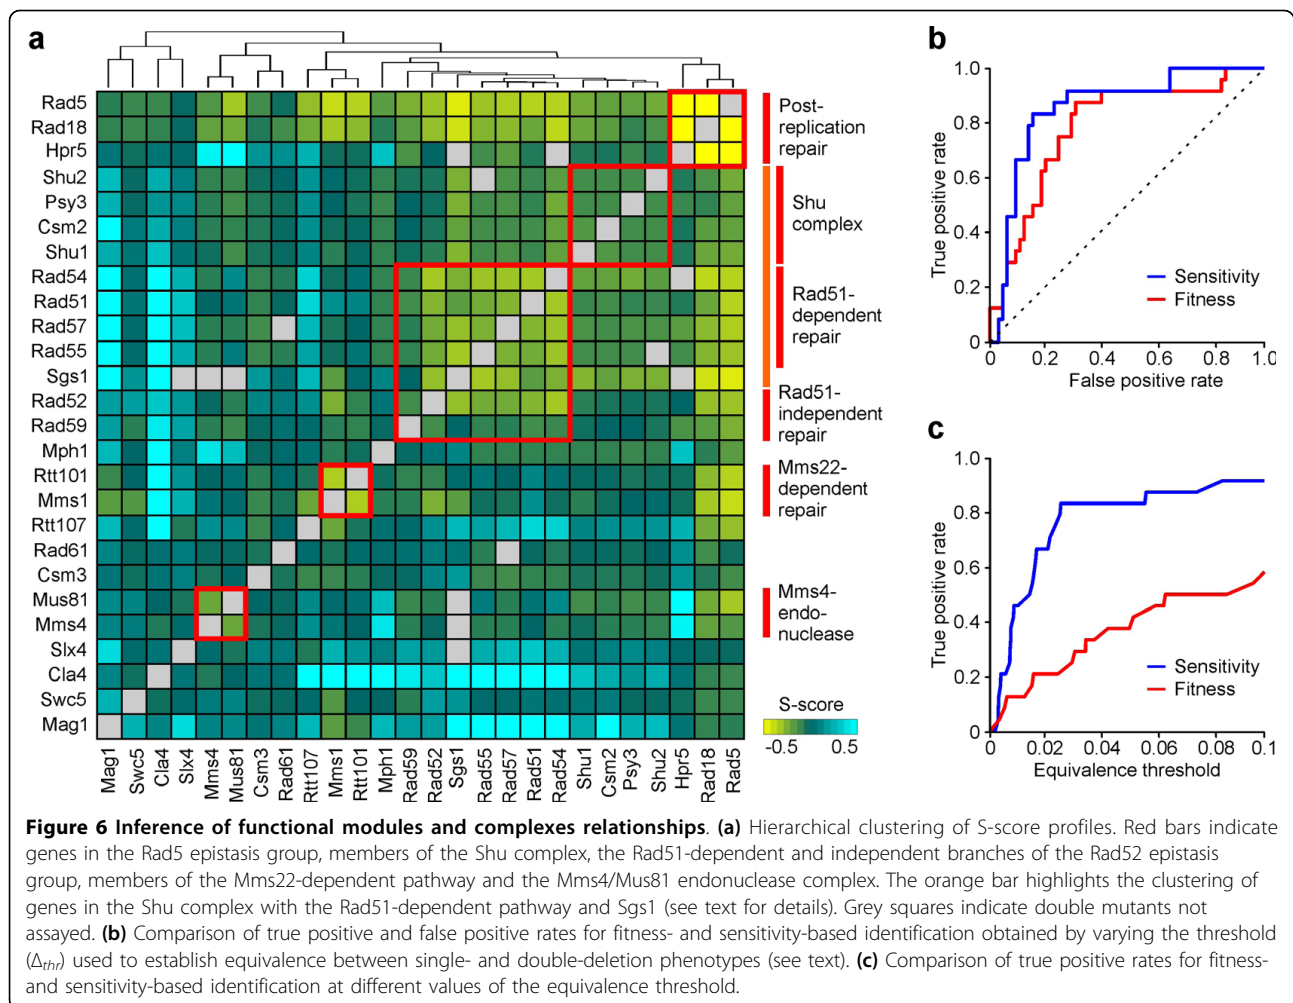 a
Rad5
Rad18
Hpr5
Shu2
Psy3
Csm2
Shu1
Rad54
Rad51
Rad57
Rad55
Sgs1
Rad52
Rad59
Mph1
Rtt101
Mms1
Rtt107
Rad61
Csm3
Mus81
Mms4
Slx4
Cla4
Swc5
Mag1
Mag1
Swc5
Cla4
Slx4
Mms4
Mus81
Csm3
Rad61
Rtt107
Mms1
Rtt101
Mph1
Rad59
Rad52
Sgs1
Rad55
Rad57
Rad51
Rad54
Shu1
Csm2
Psy3
Shu2
Hpr5
Rad18
Rad5
Post-
replication
repair
Shu
complex
Rad51-
dependent
repair
Rad51-
independent
repair
Mms22-
dependent
repair
Mms4-
endo-
nuclease
S-score
-0.5 0.5
b
True positive rate
1.0
0.8
0.6
0.4
0.2
0
Sensitivity
Fitness
0 0.2 0.4 0.6 0.8 1.0
False positive rate
c
True positive rate
1.0
0.8
0.6
0.4
0.2
0
Sensitivity
Fitness
0 0.02 0.04 0.06 0.08 0.1
Equivalence threshold
Figure 6 Inference of functional modules and complexes relationships. (a) Hierarchical clustering of S-score profiles. Red bars indicate
genes in the Rad5 epistasis group, members of the Shu complex, the Rad51-dependent and independent branches of the Rad52 epistasis
group, members of the Mms22-dependent pathway and the Mms4/Mus81 endonuclease complex. The orange bar highlights the clustering of
genes in the Shu complex with the Rad51-dependent pathway and Sgs1 (see text for details). Grey squares indicate double mutants not
assayed. (b) Comparison of true positive and false positive rates for fitness- and sensitivity-based identification obtained by varying the threshold
(Δthr) used to establish equivalence between single- and double-deletion phenotypes (see text). (c) Comparison of true positive rates for fitness-
and sensitivity-based identification at different values of the equivalence threshold.